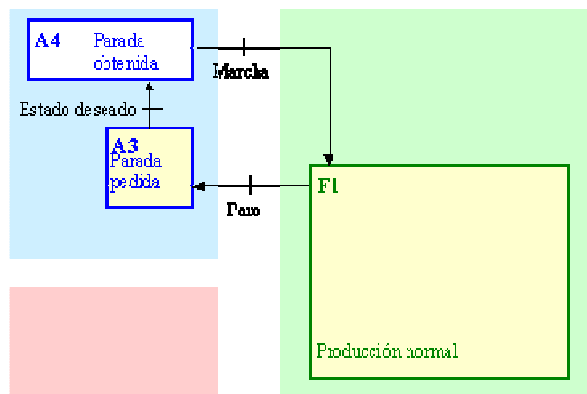 A4 Parada
obtenida
Marcha
Estado deseado
A3
Parada
pedida
Paro
F1
Producción normal